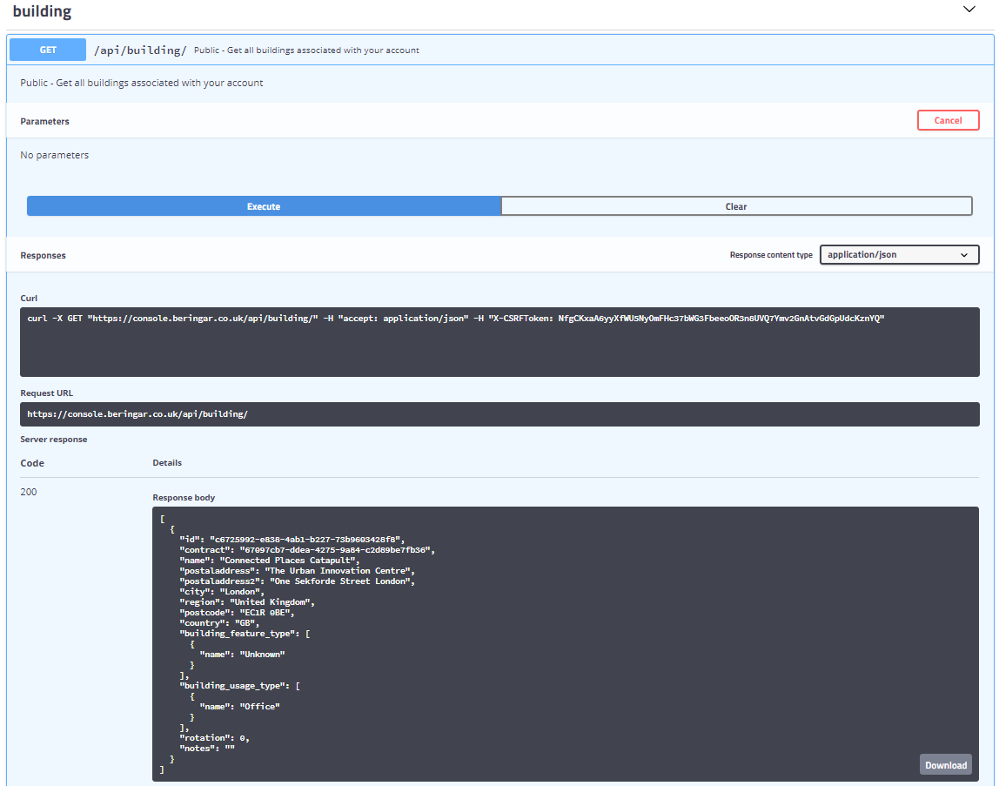 building
GET /api/building/ Public - Get all buildings associated with your account
Public - Get all buildings associated with your account
Parameters
Cancel
No parameters
Execute
Clear
Responses
Response content type
application/json
Curl
curl -X GET "https://console.beringar.co.uk/api/building/" -H "accept: application/json" -H "X-CSRFToken: NfgCKxaA6yyXfWU5NyOmFHc37bWG3FbeeoOR3n8UVQ7Ymv2GnAtvGdGpUdcKznYQ"
Request URL
https://console.beringar.co.uk/api/building/
Server response
Code Details
200
Response body
[
{
"id": "c6725992-e838-4ab1-b227-73b9603428f8",
"contract": "67097cb7-ddea-4275-9a84-c2d89be7fb36",
"name": "Connected Places Catapult",
"postaladdress": "The Urban Innovation Centre",
"postaladdress2": "One Sekforde Street London",
"city": "London",
"region": "United Kingdom",
"postcode": "EC1R 0BE",
"country": "GB",
"building_feature_type": [
{
"name": "Unknown"
}
],
"building_usage_type": [
{
"name": "Office"
}
],
"rotation": 0,
"notes": ""
}
]
Download